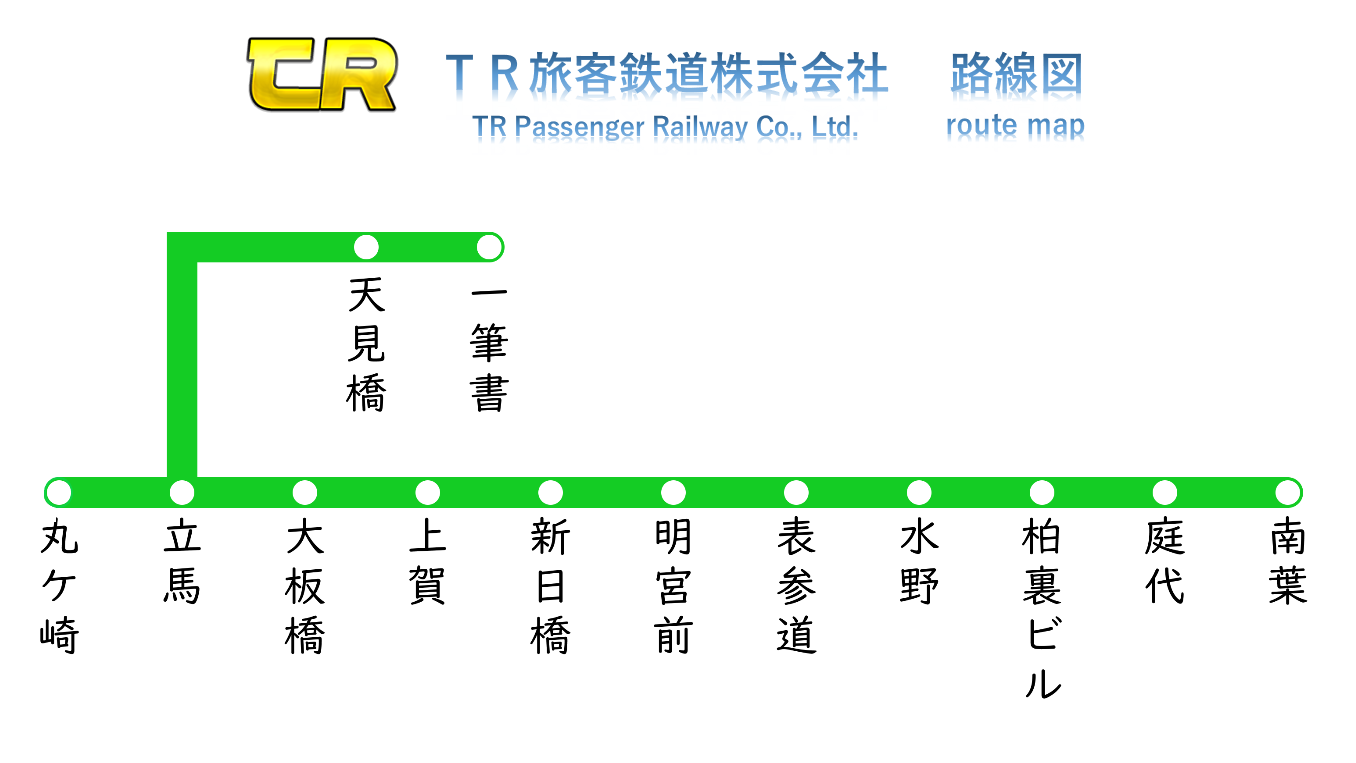 TR
ＴＲ旅客鉄道株式会社 路線図
TR Passenger Railway Co., Ltd. route map
天見橋
一筆書
丸ケ崎
立馬
大板橋
上賀
新日橋
明宮前
表参道
水野
柏裏ビル
庭代
南葉